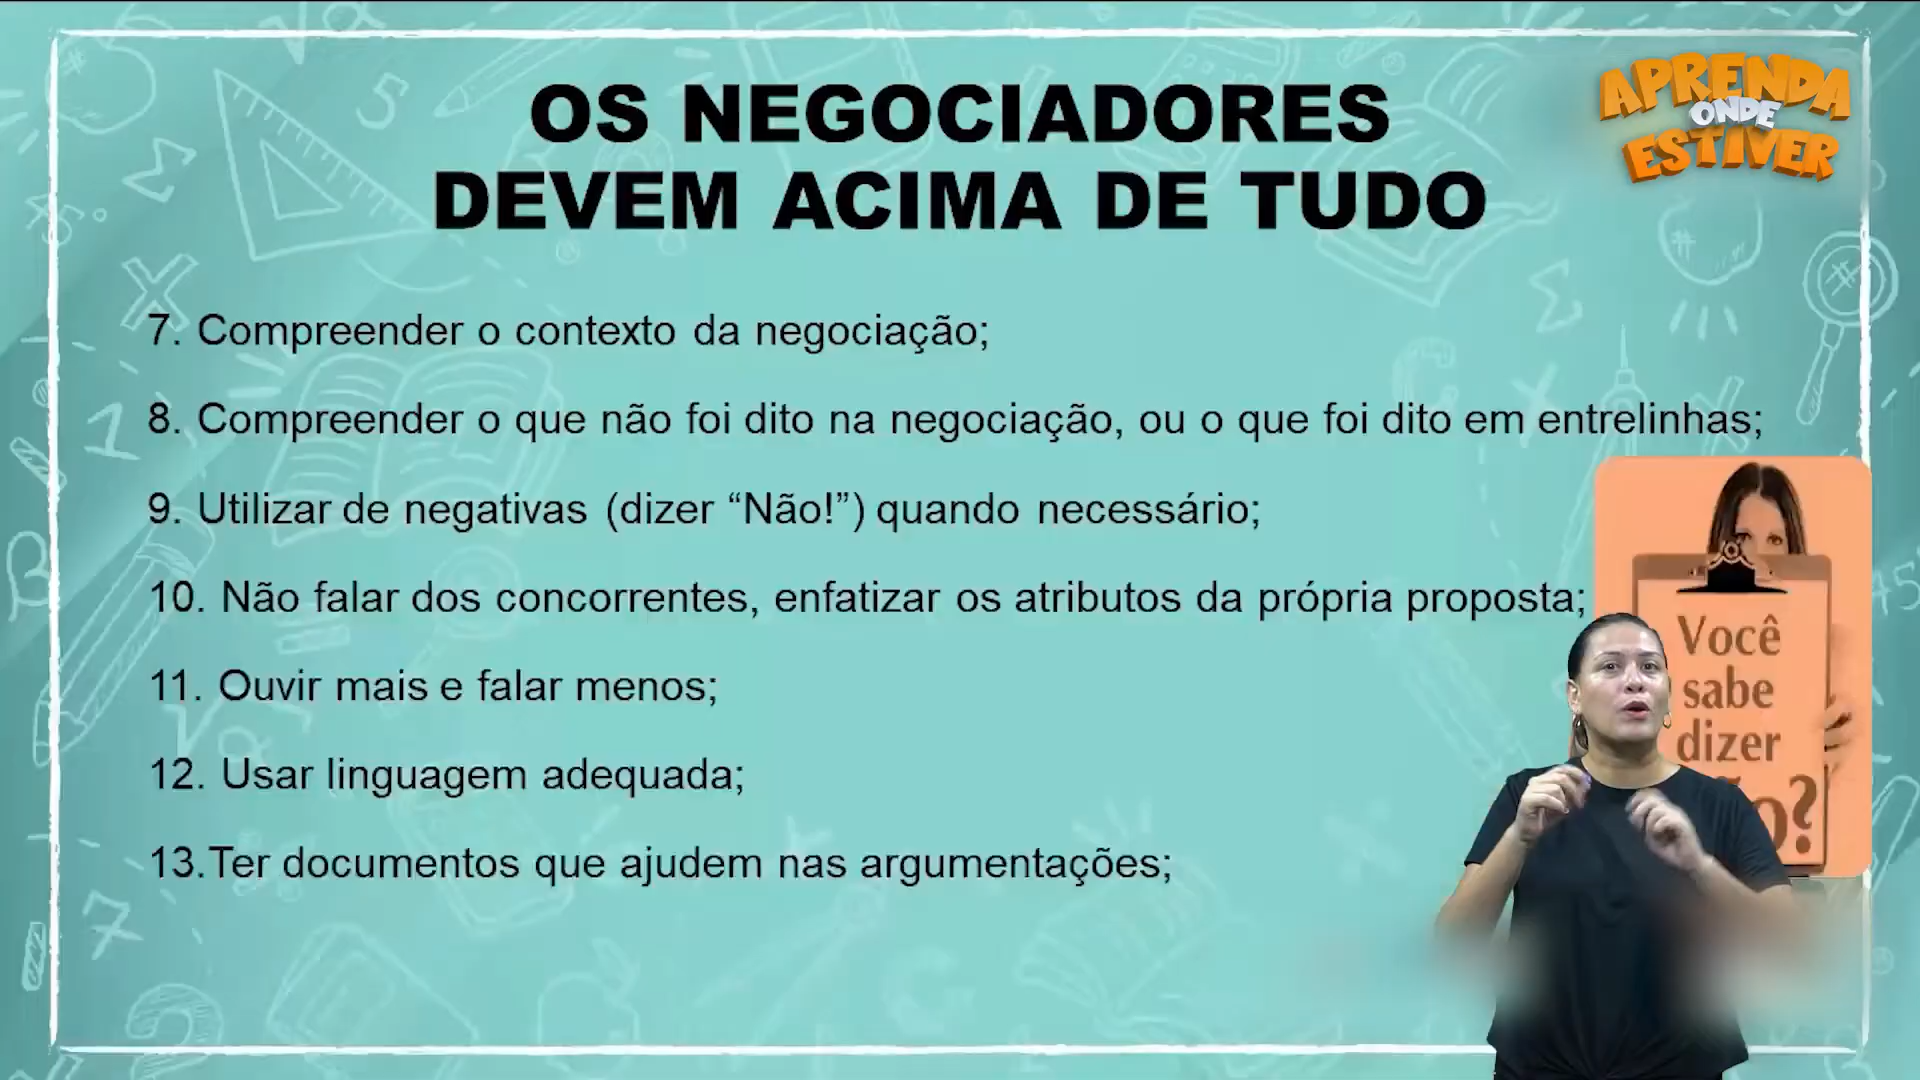 OS NEGOCIADORES
DEVEM ACIMA DE TUDO
APRENDA
ONDE
ESTIVER
7. Compreender o contexto da negociação;
8. Compreender o que não foi dito na negociação, ou o que foi dito em entrelinhas;
9. Utilizar de negativas (dizer “Não!”) quando necessário;
10. Não falar dos concorrentes, enfatizar os atributos da própria proposta;
11. Ouvir mais e falar menos;
12. Usar linguagem adequada;
13.Ter documentos que ajudem nas argumentações;
Você
sabe
dizer